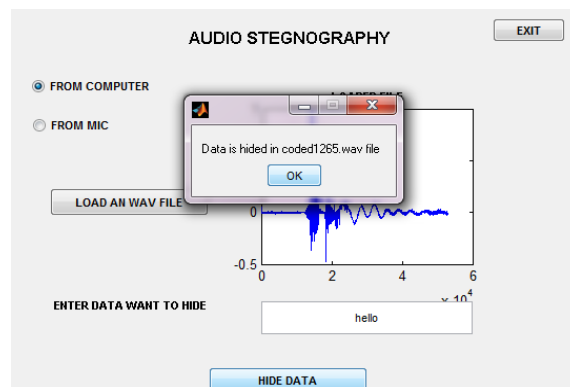 AUDIO STEGNOGRAPHY
EXIT
FROM COMPUTER
FROM MIC
Data is hided in coded1265.wav file
OK
LOAD AN WAV FILE
0
-0.5
0 2 4 6
ENTER DATA WANT TO HIDE
hello
HIDE DATA